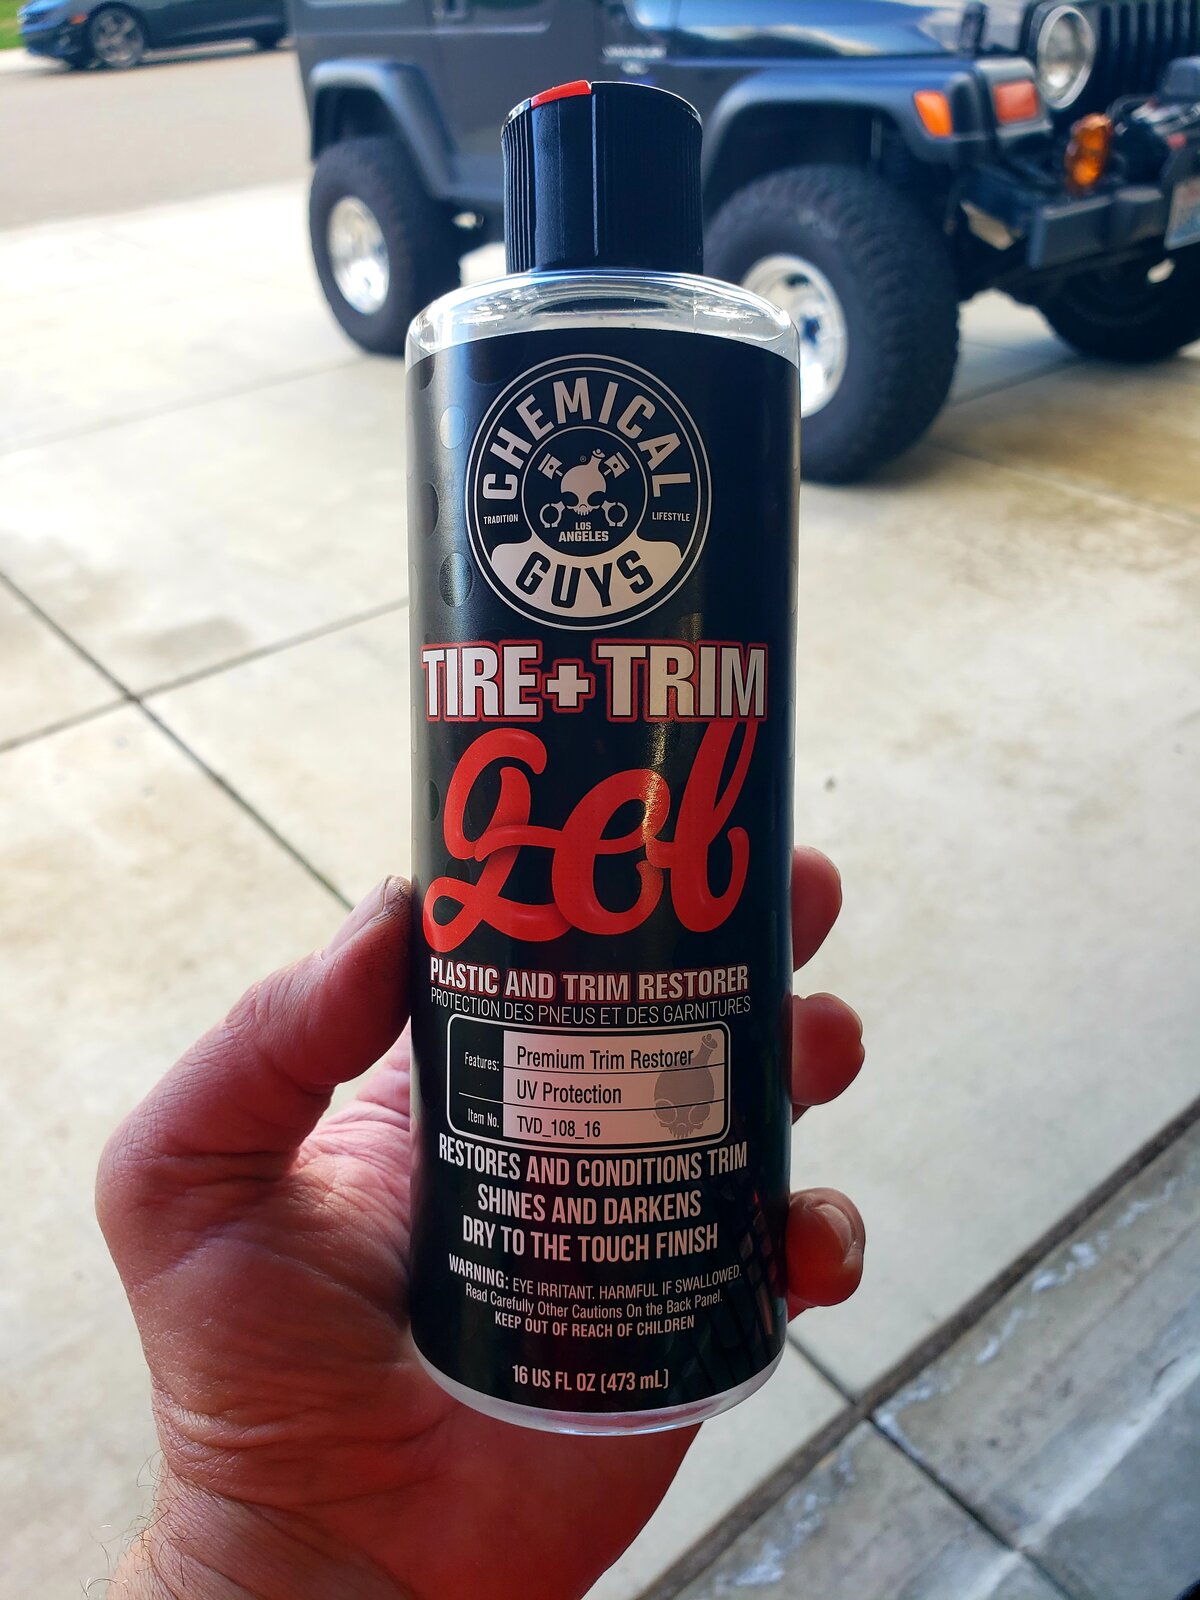 CHEMICAL
®
TRADITION
LIFESTYLE
LOS
ANGELES
GUYS
TIRE+TRIM
gel
PLASTIC AND TRIM RESTORER
PROTECTION DES PNEUS ET DES GARNITURES
Features: Premium Trim Restorer
UV Protection
Item No. TVD_108_16
RESTORES AND CONDITIONS TRIM
SHINES AND DARKENS
DRY TO THE TOUCH FINISH
WARNING: EYE IRRITANT. HARMFUL IF SWALLOWED.
Read Carefully Other Cautions On the Back Panel.
KEEP OUT OF REACH OF CHILDREN
16 US FL OZ (473 mL)